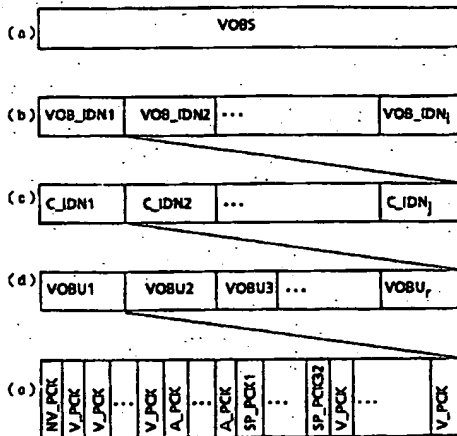 (a) VOBS
(b) VOB_IDN1 VOB_IDN2 ... VOB_IDNi
(c) C_IDN1 C_IDN2 ... C_IDNj
(d) VOBU1 VOBU2 VOBU3 ... VOBUr
(e) NV_PCK V_PCK V_PCK ... V_PCK A_PCK ... A_PCK SP_PCK1 ... SP_PCK32 V_PCK ... V_PCK